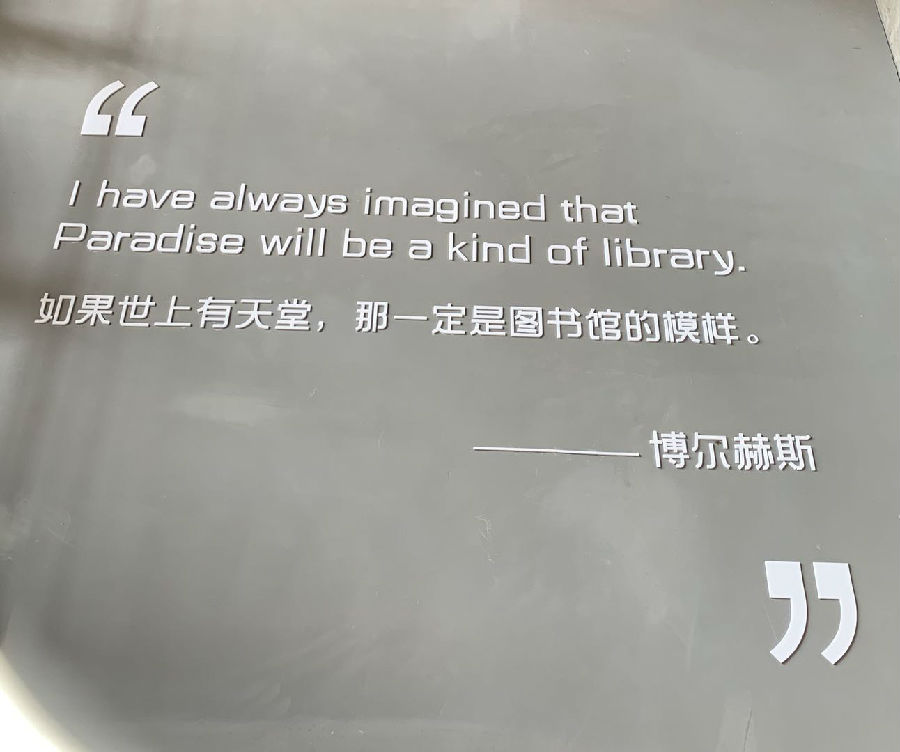 “
I have always imagined that
Paradise will be a kind of library.
如果世上有天堂，那一定是图书馆的模样。
———博尔赫斯
”